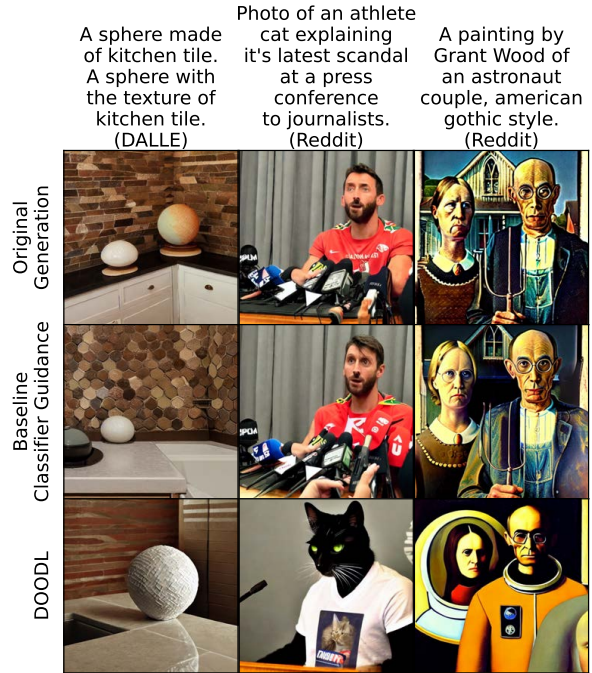 A sphere made
of kitchen tile.
A sphere with
the texture of
kitchen tile.
(DALLE)
Photo of an athlete
cat explaining
it's latest scandal
at a press
conference
to journalists.
(Reddit)
A painting by
Grant Wood of
an astronaut
couple, american
gothic style.
(Reddit)
Original
Generation
Baseline
Classifier Guidance
DOODL